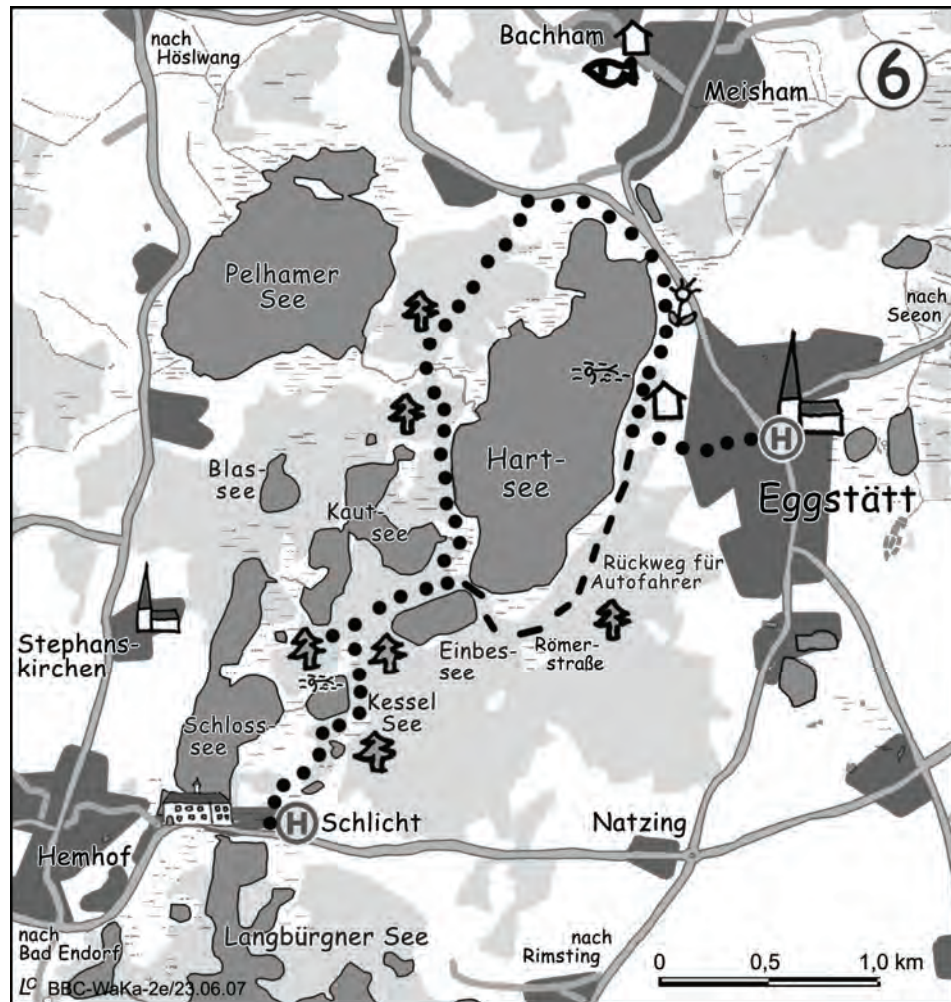 nach
Höslwang
Bachham
6
Meisham
Pelhamer
See
nach
Seeon
Hart-
see
H
Eggstätt
Blas-
see
Kaut-
see
Rückweg für
Autofahrer
Stephans-
kirchen
Einbes-
see
Römer-
straße
Kessel
See
Schloss-
see
H Schlicht
Natzing
Hemhof
nach
Bad Endorf
Langbürgner See
nach
Rimsting
0 0,5 1,0 km
LC BBC-WaKa-2e/23.06.07